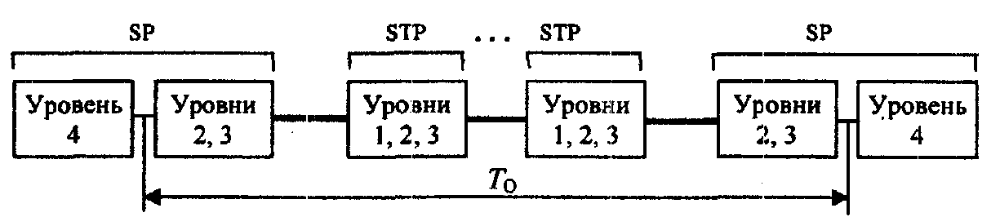 SP STP ... STP SP
Уровень Уровни Уровни Уровни Уровни Уровень
4 2, 3 1, 2, 3 1, 2, 3 2, 3 4
T₀